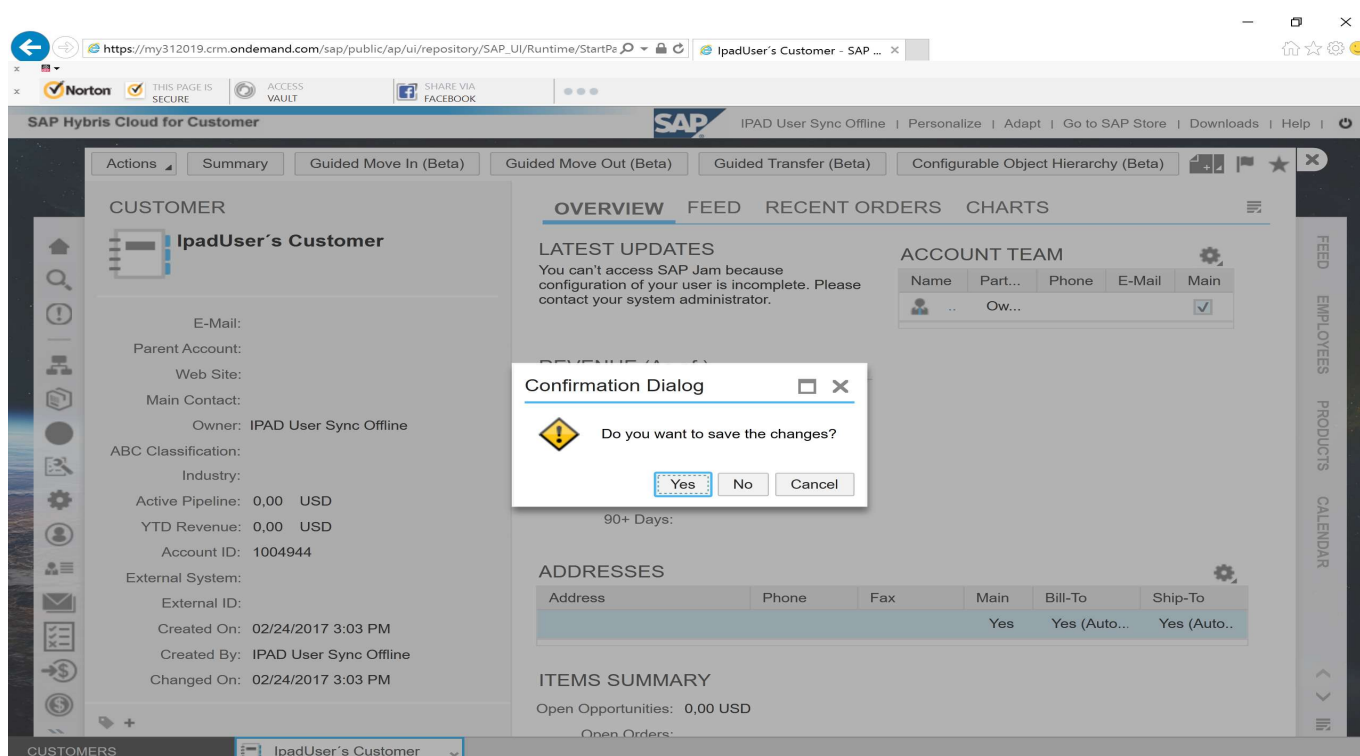 https://my312019.crm.ondemand.com/sap/public/ap/ui/repository/SAP_UI/Runtime/StartPa
IpadUser´s Customer - SAP ...
Norton
THIS PAGE IS
SECURE
ACCESS
VAULT
SHARE VIA
FACEBOOK
SAP Hybris Cloud for Customer
SAP
IPAD User Sync Offline | Personalize | Adapt | Go to SAP Store | Downloads | Help |
Actions Summary Guided Move In (Beta) Guided Move Out (Beta) Guided Transfer (Beta) Configurable Object Hierarchy (Beta)
CUSTOMER
IpadUser´s Customer
E-Mail:
Parent Account:
Web Site:
Main Contact:
Owner: IPAD User Sync Offline
ABC Classification:
Industry:
Active Pipeline: 0,00 USD
YTD Revenue: 0,00 USD
Account ID: 1004944
External System:
External ID:
Created On: 02/24/2017 3:03 PM
Created By: IPAD User Sync Offline
Changed On: 02/24/2017 3:03 PM
OVERVIEW FEED RECENT ORDERS CHARTS
LATEST UPDATES
You can't access SAP Jam because
configuration of your user is incomplete. Please
contact your system administrator.
ACCOUNT TEAM
Name Part... Phone E-Mail Main
.. Ow...
Confirmation Dialog
Do you want to save the changes?
Yes No Cancel
90+ Days:
ADDRESSES
Address Phone Fax Main Bill-To Ship-To
Yes Yes (Auto... Yes (Auto..
ITEMS SUMMARY
Open Opportunities: 0,00 USD
Open Orders:
FEED
EMPLOYEES
PRODUCTS
CALENDAR
CUSTOMERS
IpadUser´s Customer